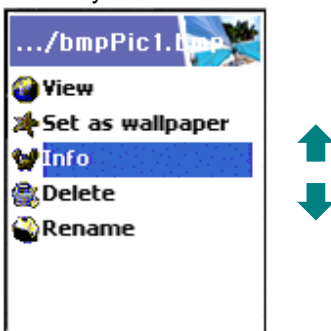 .../bmpPic1.bmp
View
Set as wallpaper
Info
Delete
Rename